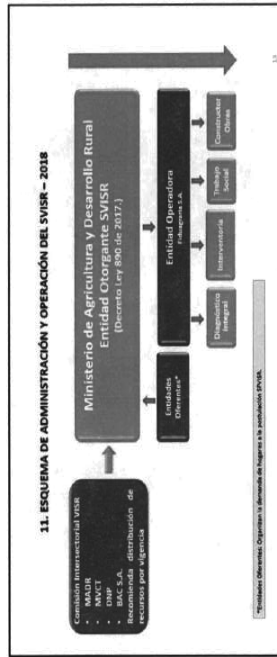 11. ESQUEMA DE ADMINISTRACIÓN Y OPERACIÓN DEL SVISR – 2018
Comisión Intersectorial VISR
• MADR
• MVCT
• DNP
• BAC S.A.
Recomienda distribución de
recursos por vigencia
Ministerio de Agricultura y Desarrollo Rural
Entidad Otorgante SVISR
(Decreto Ley 890 de 2017.)
Entidades
Oferentes*
Entidad Operadora
Fiduagraria S.A.
Diagnóstico
Integral
Interventoría
Trabajo
Social
Constructor
Obras
*Entidades Oferentes: Organizan la demanda de hogares a la postulación SPVISR.